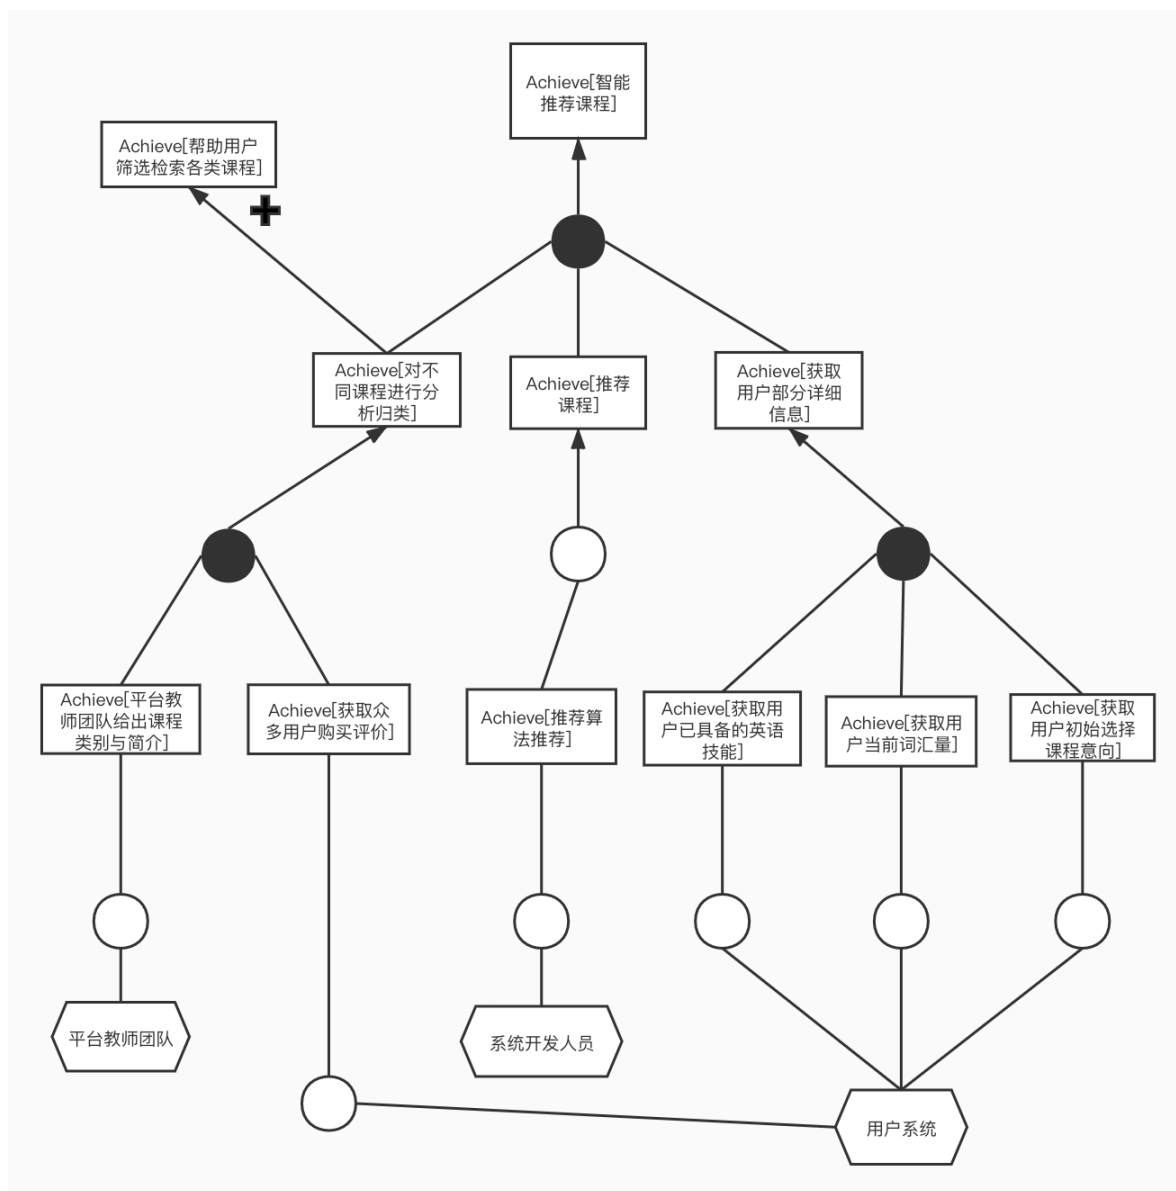 Achieve[智能
推荐课程]
Achieve[帮助用户
筛选检索各类课程]
Achieve[对不
同课程进行分
析归类]
Achieve[推荐
课程]
Achieve[获取
用户部分详细
信息]
Achieve[平台教
师团队给出课程
类别与简介]
Achieve[获取众
多用户购买评价]
Achieve[推荐算
法推荐]
Achieve[获取用
户已具备的英语
技能]
Achieve[获取用
户当前词汇量]
Achieve[获取
用户初始选择
课程意向]
平台教师团队
系统开发人员
用户系统